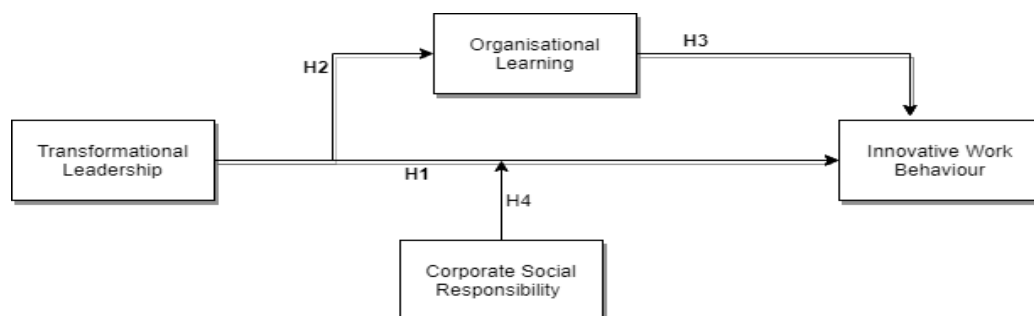 Organisational
Learning
H3
H2
Transformational
Leadership
H1
Innovative Work
Behaviour
H4
Corporate Social
Responsibility